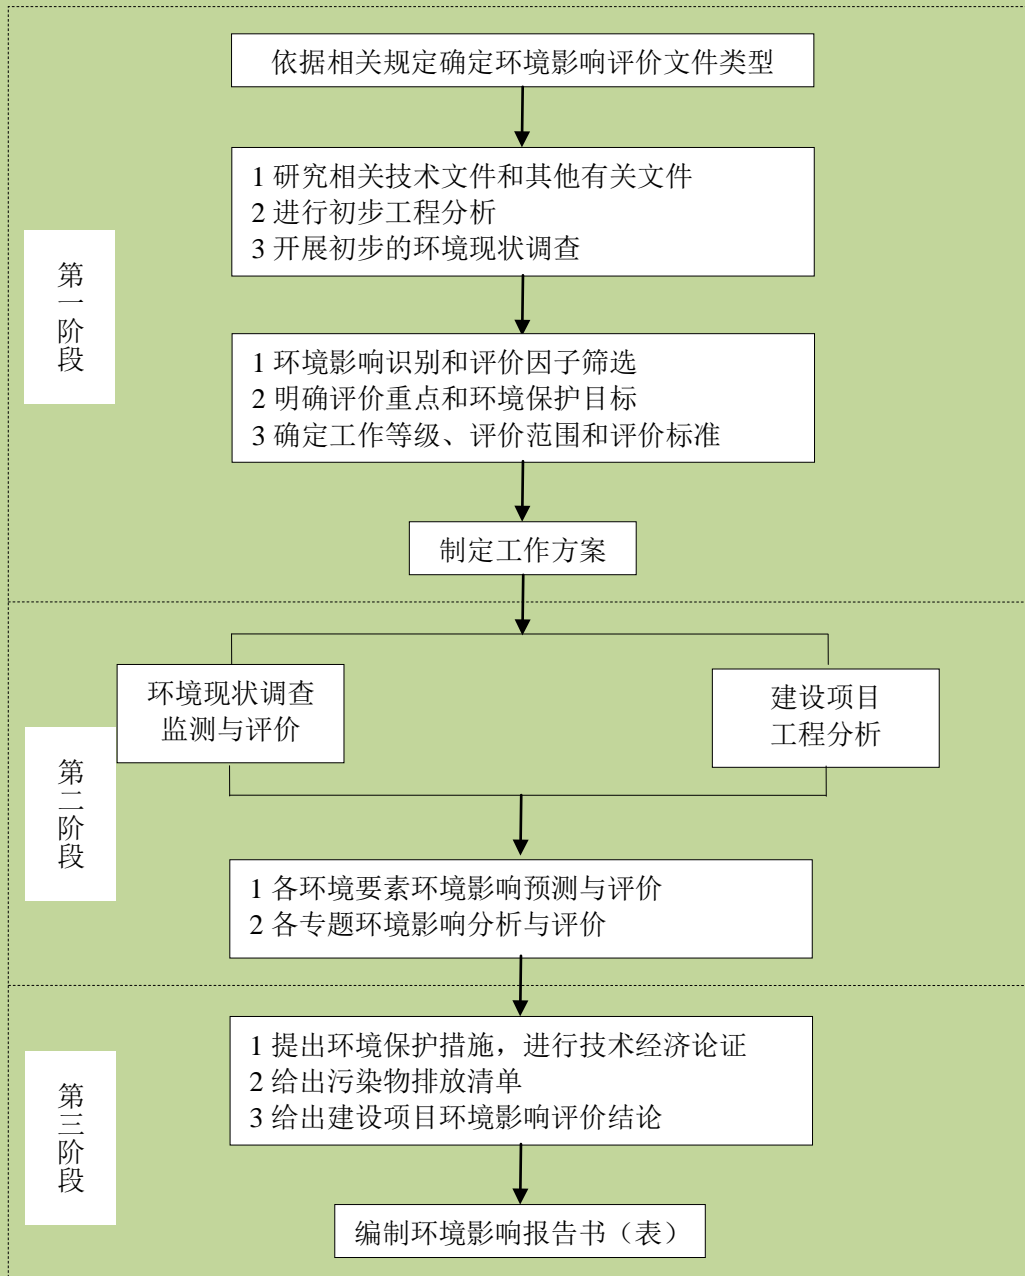 依据相关规定确定环境影响评价文件类型
1 研究相关技术文件和其他有关文件
2 进行初步工程分析
3 开展初步的环境现状调查
第一阶段
1 环境影响识别和评价因子筛选
2 明确评价重点和环境保护目标
3 确定工作等级、评价范围和评价标准
制定工作方案
环境现状调查
监测与评价
建设项目
工程分析
第二阶段
1 各环境要素环境影响预测与评价
2 各专题环境影响分析与评价
1 提出环境保护措施，进行技术经济论证
2 给出污染物排放清单
3 给出建设项目环境影响评价结论
第三阶段
编制环境影响报告书（表）